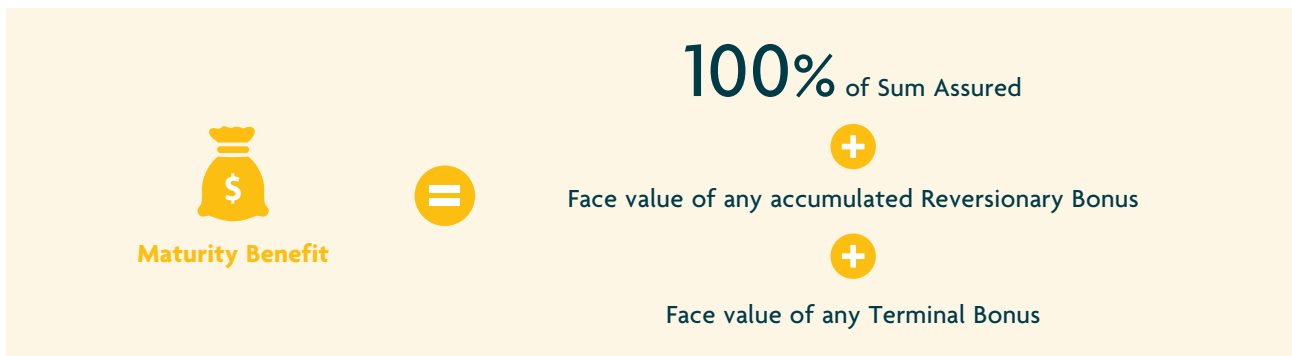 100% of Sum Assured
+
Face value of any accumulated Reversionary Bonus
$
Maturity Benefit
=
+
Face value of any Terminal Bonus